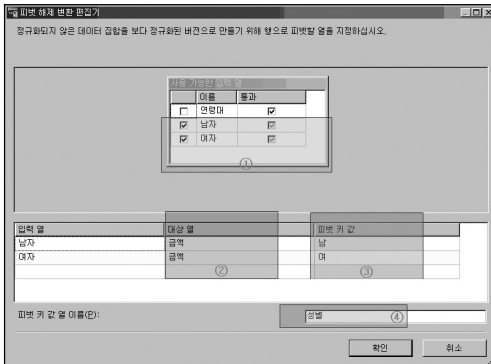 피벗 해제 변환 편집기
정규화되지 않은 데이터 집합을 보다 정규화된 버전으로 만들기 위해 행으로 피벗할 열을 지정하십시오.
사용 가능한 입력 열
이름 통과
연령대
남자
여자
①
입력 열 대상 열 피벗 키 값
남자 금액 남
여자 금액 여
② ③
피벗 키 값 열 이름(P): 성별 ④
확인 취소